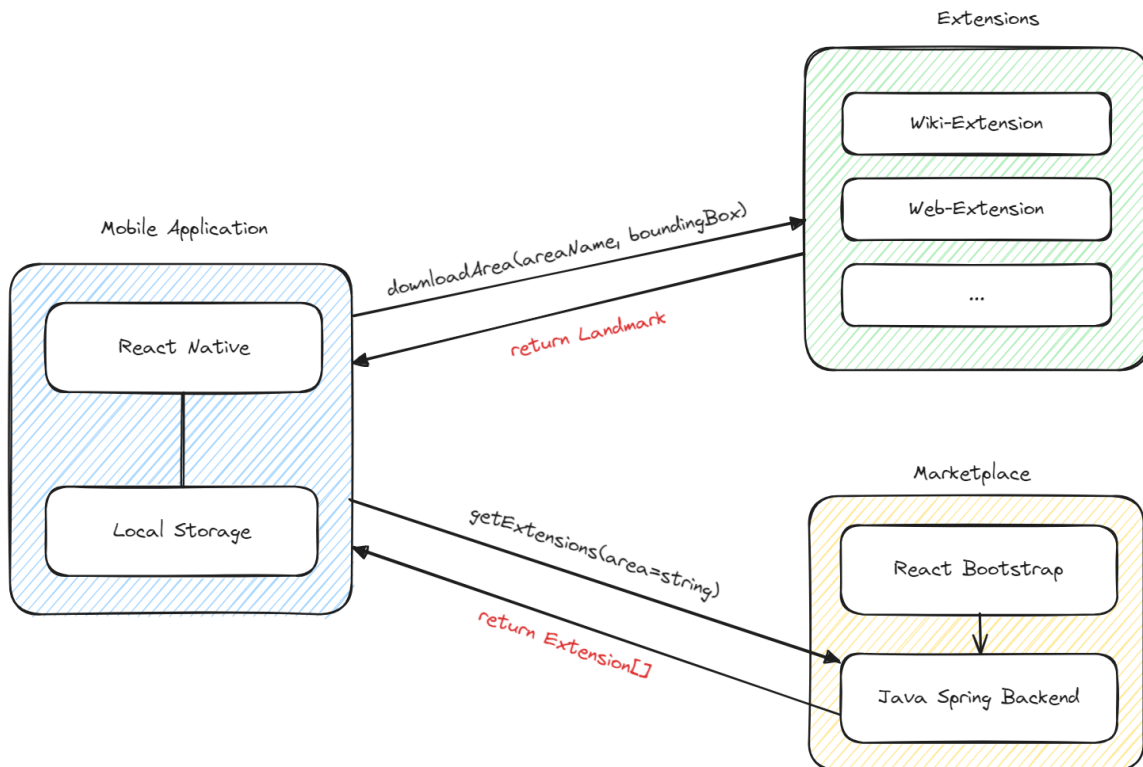 Extensions
Wiki-Extension
Web-Extension
...
Mobile Application
React Native
Local Storage
downloadArea(areaName, boundingBox)
return Landmark
getExtensions(area=string)
return Extension[]
Marketplace
React Bootstrap
Java Spring Backend